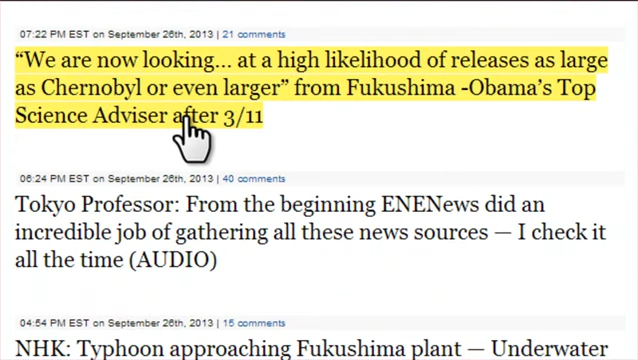 07:22 PM EST on September 26th, 2013 | 21 comments
“We are now looking... at a high likelihood of releases as large
as Chernobyl or even larger” from Fukushima -Obama’s Top
Science Adviser after 3/11
06:24 PM EST on September 26th, 2013 | 40 comments
Tokyo Professor: From the beginning ENENews did an
incredible job of gathering all these news sources — I check it
all the time (AUDIO)
04:54 PM EST on September 26th, 2013 | 15 comments
NHK: Typhoon approaching Fukushima plant — Underwater